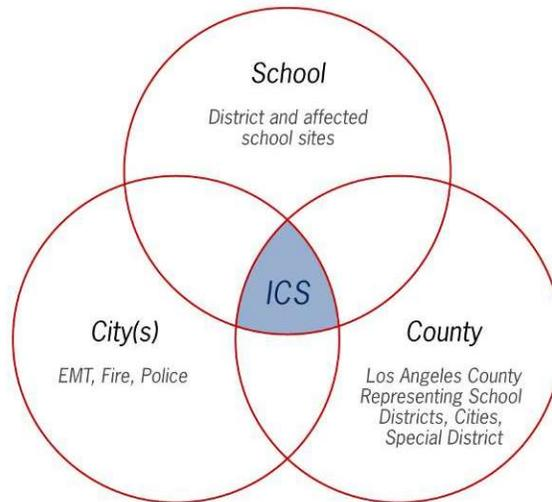 School
District and affected
school sites
ICS
City(s)
EMT, Fire, Police
County
Los Angeles County
Representing School
Districts, Cities,
Special District